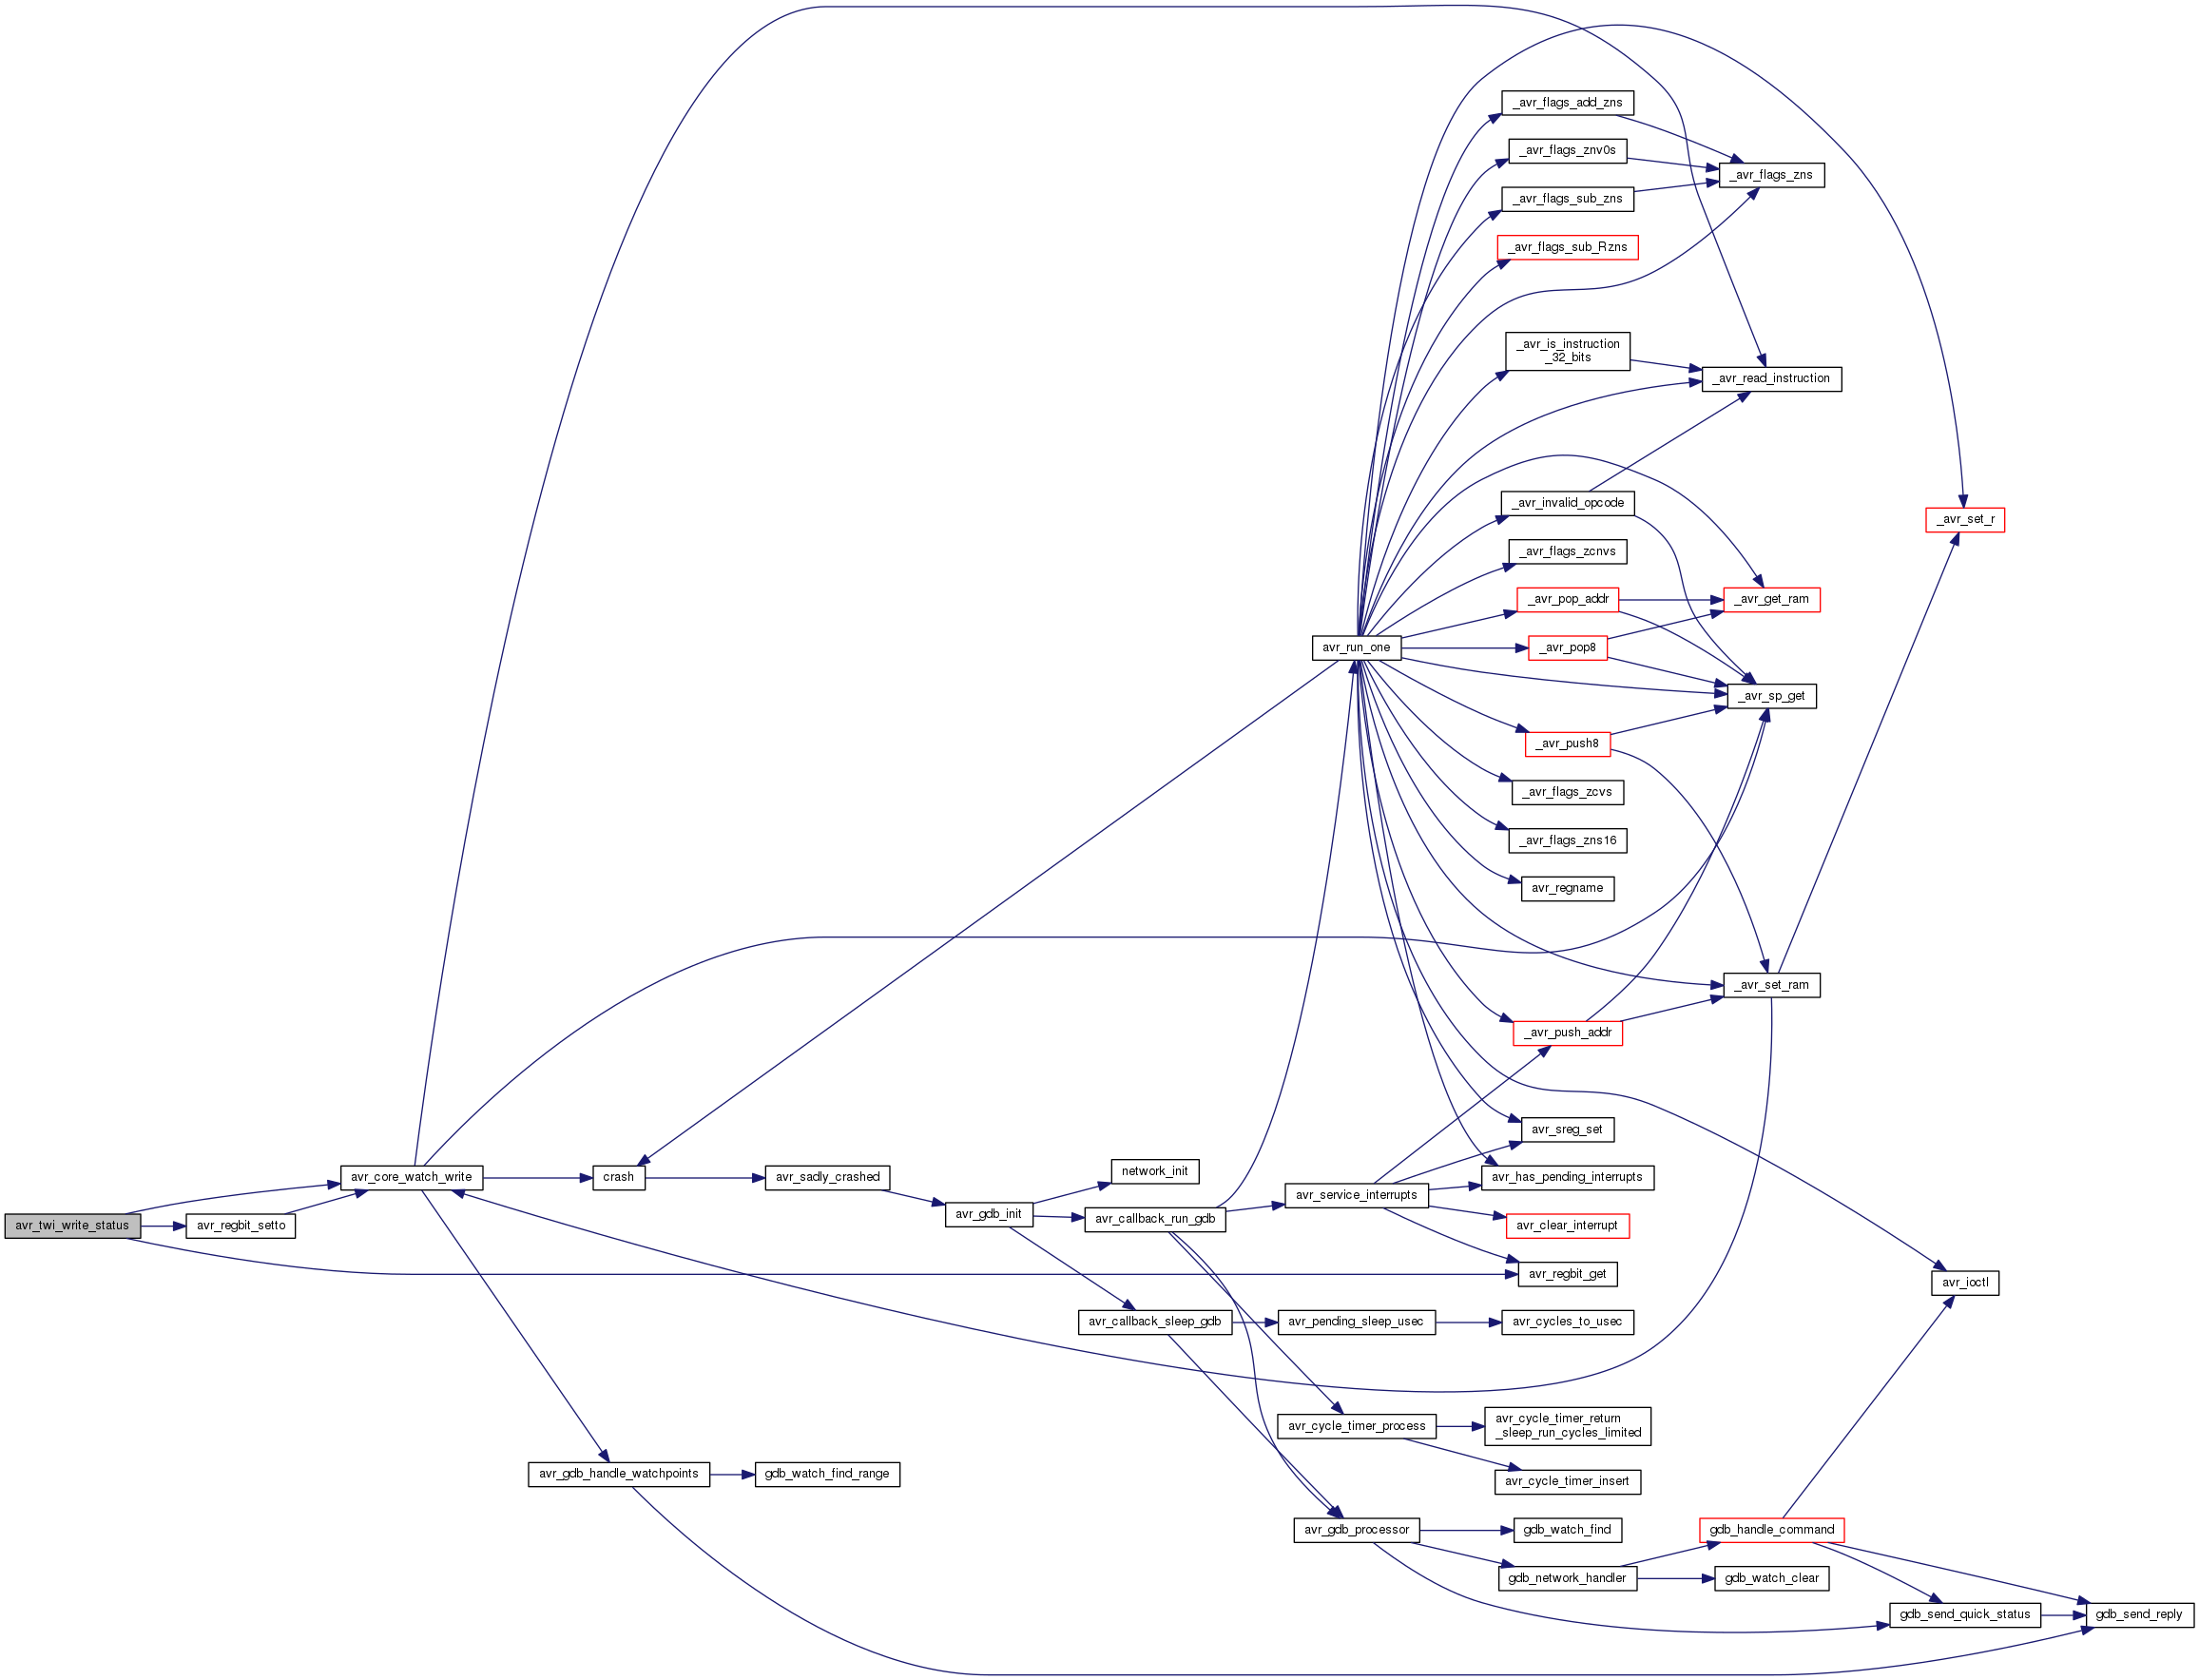 _avr_flags_add_zns
_avr_flags_znv0s
_avr_flags_zns
_avr_flags_sub_zns
_avr_flags_sub_Rzns
_avr_is_instruction
_32_bits
_avr_read_instruction
_avr_invalid_opcode
_avr_set_r
_avr_flags_zcnvs
_avr_pop_addr
_avr_get_ram
avr_run_one
_avr_pop8
_avr_sp_get
_avr_push8
_avr_flags_zcvs
_avr_flags_zns16
avr_regname
_avr_set_ram
_avr_push_addr
avr_sreg_set
avr_core_watch_write
crash
avr_sadly_crashed
network_init
avr_has_pending_interrupts
avr_service_interrupts
avr_gdb_init
avr_callback_run_gdb
avr_twi_write_status
avr_regbit_setto
avr_clear_interrupt
avr_regbit_get
avr_ioctl
avr_callback_sleep_gdb
avr_pending_sleep_usec
avr_cycles_to_usec
avr_cycle_timer_process
avr_cycle_timer_return
_sleep_run_cycles_limited
avr_gdb_handle_watchpoints
gdb_watch_find_range
avr_cycle_timer_insert
avr_gdb_processor
gdb_watch_find
gdb_handle_command
gdb_network_handler
gdb_watch_clear
gdb_send_quick_status
gdb_send_reply